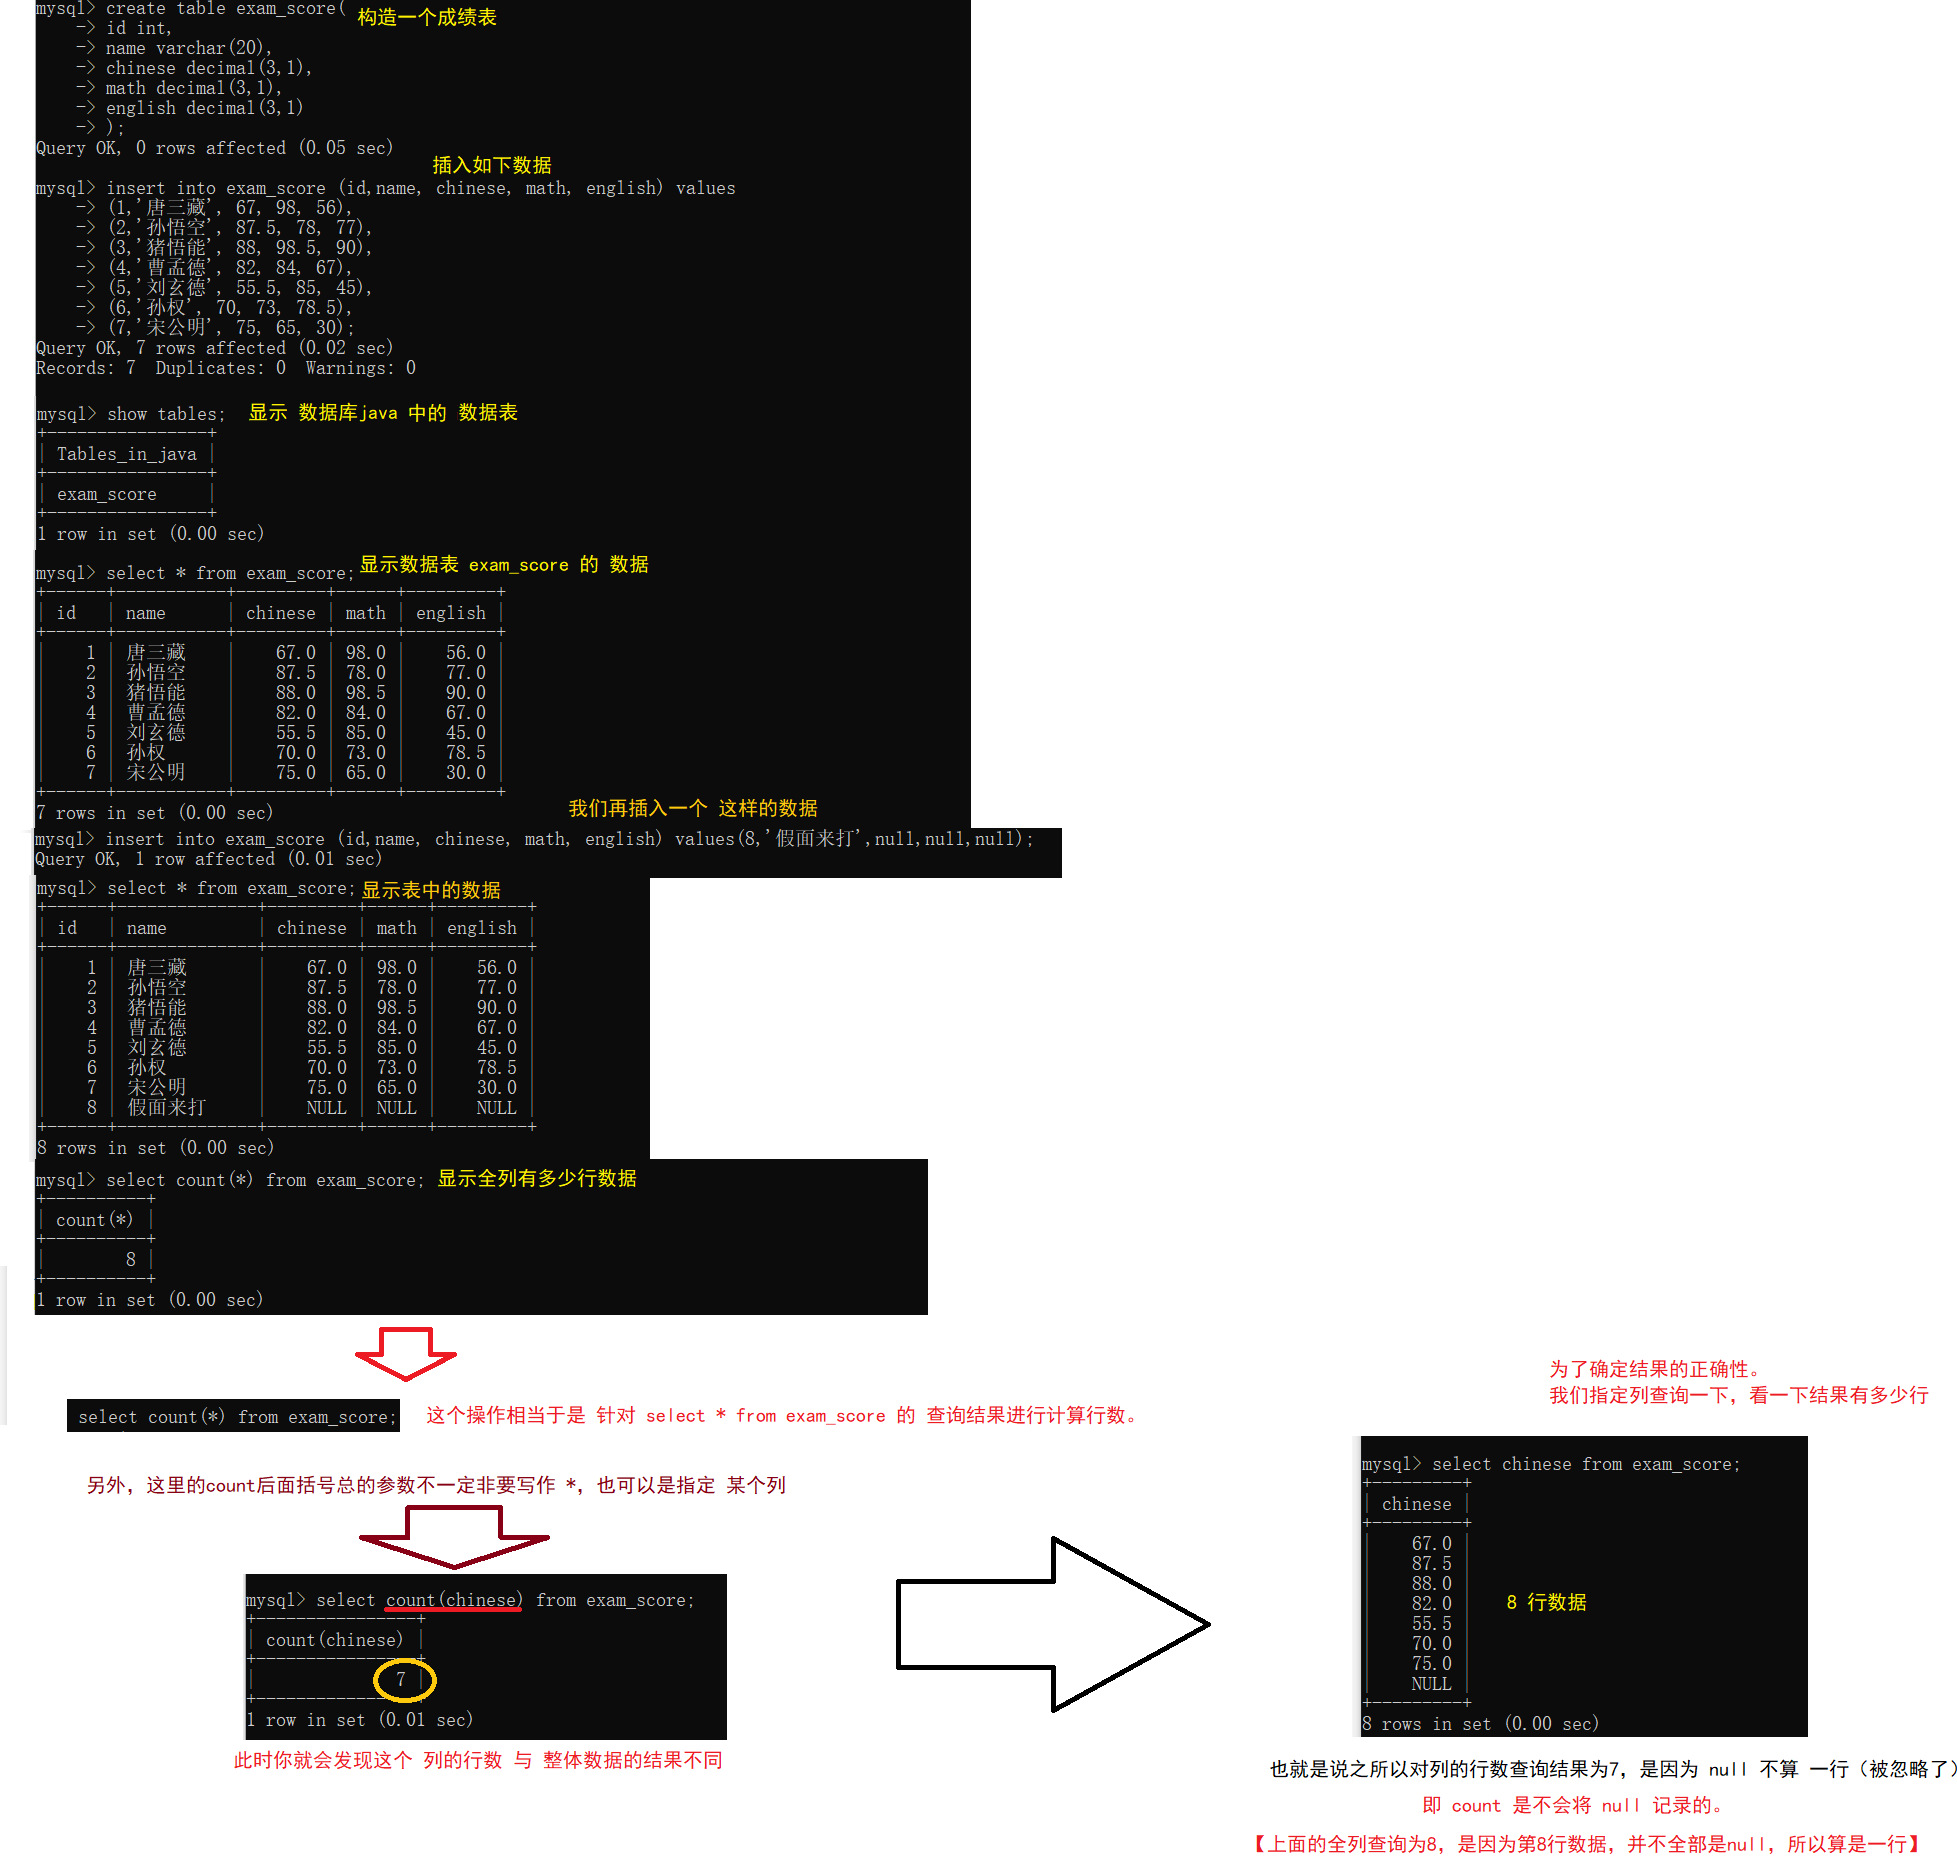 mysql> create table exam_score( 构造一个成绩表
    -> id int,
    -> name varchar(20),
    -> chinese decimal(3,1),
    -> math decimal(3,1),
    -> english decimal(3,1)
    -> );
Query OK, 0 rows affected (0.05 sec)
插入如下数据
mysql> insert into exam_score (id,name, chinese, math, english) values
    -> (1,'唐三藏', 67, 98, 56),
    -> (2,'孙悟空', 87.5, 78, 77),
    -> (3,'猪悟能', 88, 98.5, 90),
    -> (4,'曹孟德', 82, 84, 67),
    -> (5,'刘玄德', 55.5, 85, 45),
    -> (6,'孙权', 70, 73, 78.5),
    -> (7,'宋公明', 75, 65, 30);
Query OK, 7 rows affected (0.02 sec)
Records: 7  Duplicates: 0  Warnings: 0
mysql> show tables; 显示 数据库java 中的 数据表
+----------------+
| Tables_in_java |
+----------------+
| exam_score     |
+----------------+
1 row in set (0.00 sec)
mysql> select * from exam_score; 显示数据表 exam_score 的 数据
+------+-----------+---------+------+---------+
| id   | name      | chinese | math | english |
+------+-----------+---------+------+---------+
|    1 | 唐三藏    |    67.0 | 98.0 |    56.0 |
|    2 | 孙悟空    |    87.5 | 78.0 |    77.0 |
|    3 | 猪悟能    |    88.0 | 98.5 |    90.0 |
|    4 | 曹孟德    |    82.0 | 84.0 |    67.0 |
|    5 | 刘玄德    |    55.5 | 85.0 |    45.0 |
|    6 | 孙权      |    70.0 | 73.0 |    78.5 |
|    7 | 宋公明    |    75.0 | 65.0 |    30.0 |
+------+-----------+---------+------+---------+
7 rows in set (0.00 sec)
我们再插入一个 这样的数据
mysql> insert into exam_score (id,name, chinese, math, english) values(8,'假面来打',null,null,null);
Query OK, 1 row affected (0.01 sec)
mysql> select * from exam_score; 显示表中的数据
+------+--------------+---------+------+---------+
| id   | name         | chinese | math | english |
+------+--------------+---------+------+---------+
|    1 | 唐三藏       |    67.0 | 98.0 |    56.0 |
|    2 | 孙悟空       |    87.5 | 78.0 |    77.0 |
|    3 | 猪悟能       |    88.0 | 98.5 |    90.0 |
|    4 | 曹孟德       |    82.0 | 84.0 |    67.0 |
|    5 | 刘玄德       |    55.5 | 85.0 |    45.0 |
|    6 | 孙权         |    70.0 | 73.0 |    78.5 |
|    7 | 宋公明       |    75.0 | 65.0 |    30.0 |
|    8 | 假面来打     |    NULL | NULL |    NULL |
+------+--------------+---------+------+---------+
8 rows in set (0.00 sec)
mysql> select count(*) from exam_score; 显示全列有多少行数据
+----------+
| count(*) |
+----------+
|        8 |
+----------+
1 row in set (0.00 sec)
select count(*) from exam_score; 这个操作相当于是 针对 select * from exam_score 的 查询结果进行计算行数。
另外，这里的count后面括号总的参数不一定非要写作 *，也可以是指定 某个列
mysql> select count(chinese) from exam_score;
+----------------+
| count(chinese) |
+----------------+
|              7 |
+----------------+
1 row in set (0.01 sec)
此时你就会发现这个 列的行数 与 整体数据的结果不同
为了确定结果的正确性。
我们指定列查询一下，看一下结果有多少行
mysql> select chinese from exam_score;
+---------+
| chinese |
+---------+
|    67.0 |
|    87.5 |
|    88.0 |
|    82.0 | 8 行数据
|    55.5 |
|    70.0 |
|    75.0 |
|    NULL |
+---------+
8 rows in set (0.00 sec)
也就是说之所以对列的行数查询结果为7，是因为 null 不算 一行（被忽略了）
即 count 是不会将 null 记录的。
【上面的全列查询为8，是因为第8行数据，并不全部是null，所以算是一行】